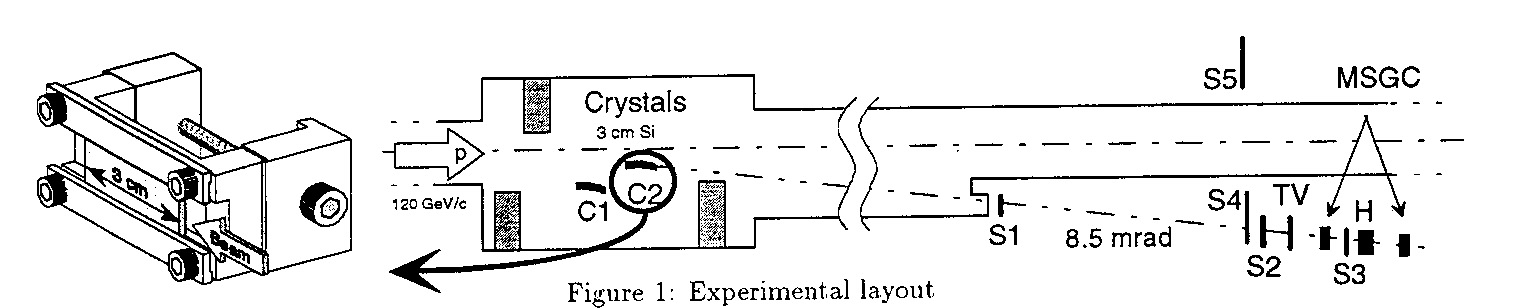 3 cm
Beam
p
120 GeV/c
Crystals
3 cm Si
C1
C2
S1
8.5 mrad
S5
MSGC
S4
TV
H
S2
S3
Figure 1: Experimental layout